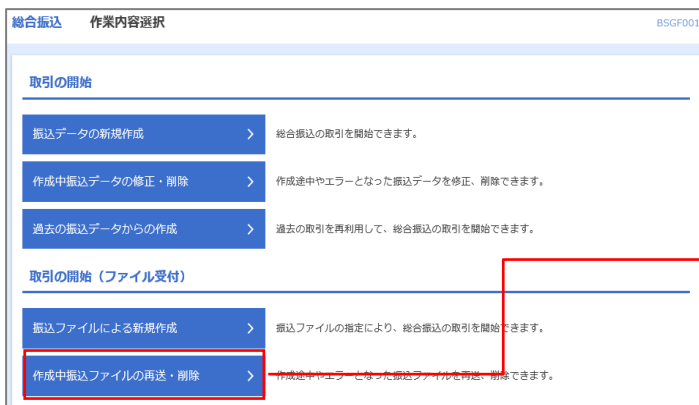 総合振込 作業内容選択 BSGF001
取引の開始
振込データの新規作成 総合振込の取引を開始できます。
作成中振込データの修正・削除 作成途中やエラーとなった振込データを修正、削除できます。
過去の振込データからの作成 過去の取引を再利用して、総合振込の取引を開始できます。
取引の開始（ファイル受付）
振込ファイルによる新規作成 振込ファイルの指定により、総合振込の取引を開始できます。
作成中振込ファイルの再送・削除 作成途中やエラーとなった振込ファイルを再送、削除できます。